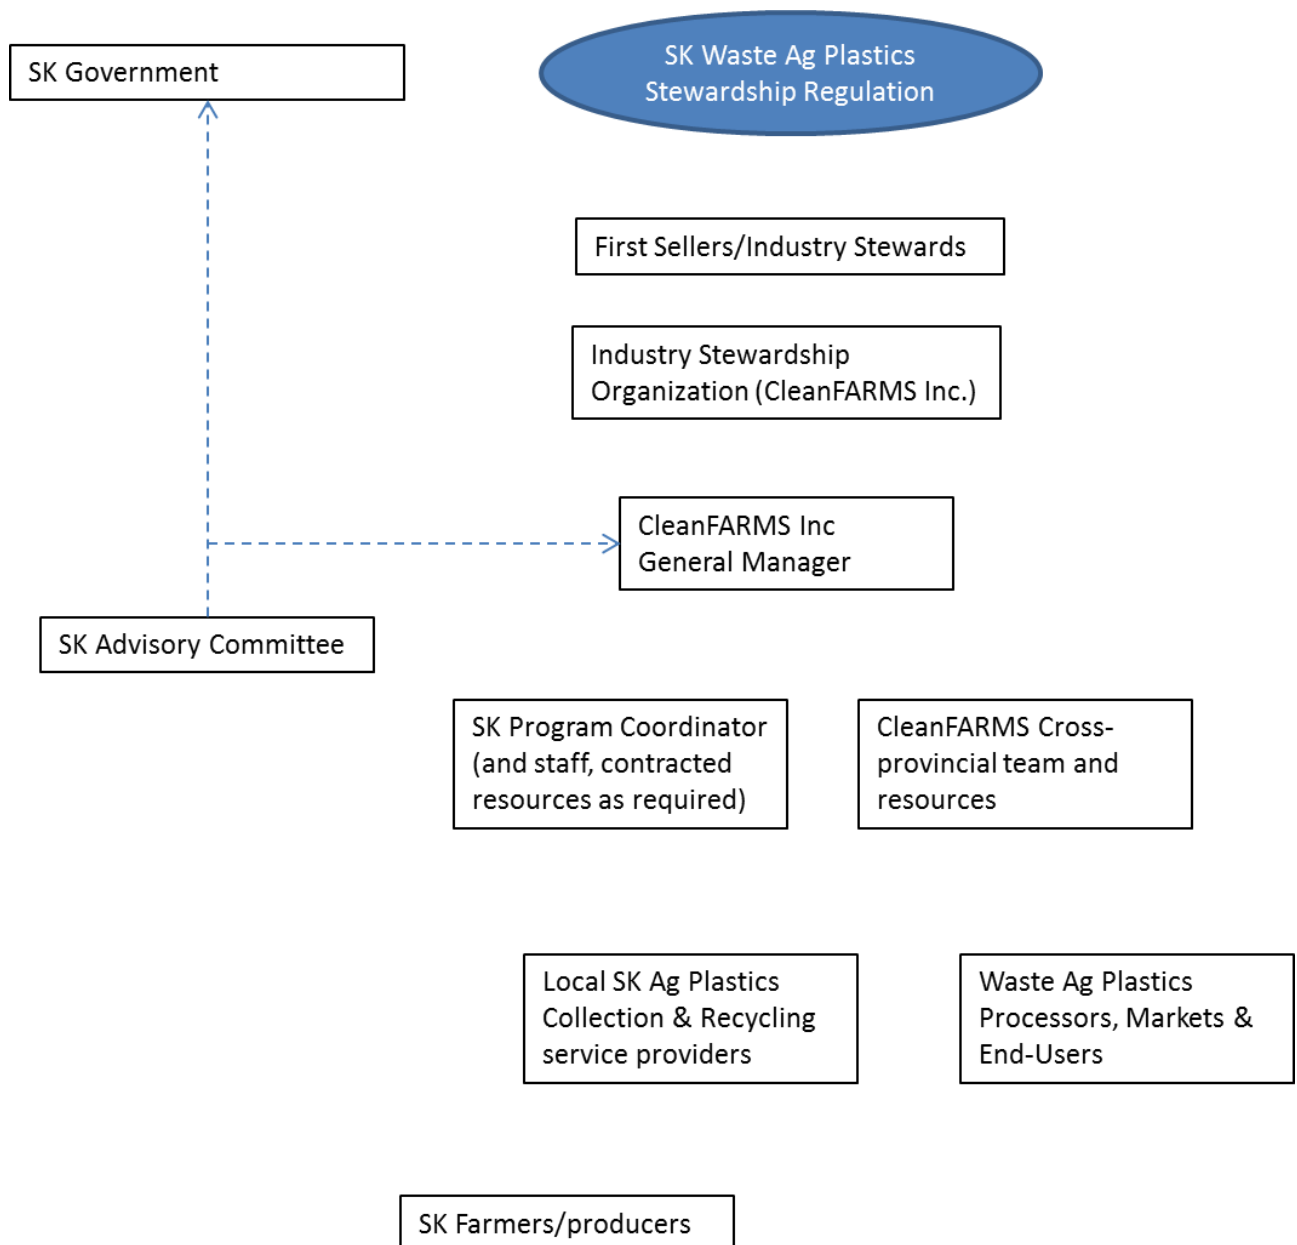 SK Government
SK Waste Ag Plastics
Stewardship Regulation
First Sellers/Industry Stewards
Industry Stewardship
Organization (CleanFARMS Inc.)
CleanFARMS Inc
General Manager
SK Advisory Committee
SK Program Coordinator
(and staff, contracted
resources as required)
CleanFARMS Cross-
provincial team and
resources
Local SK Ag Plastics
Collection & Recycling
service providers
Waste Ag Plastics
Processors, Markets &
End-Users
SK Farmers/producers